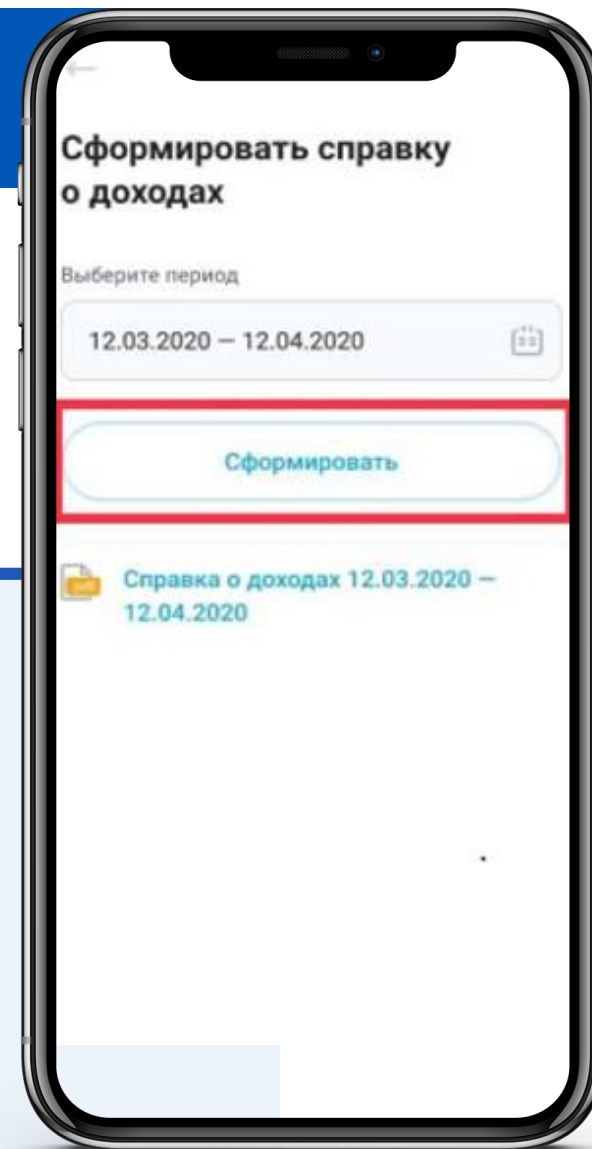 Сформировать справку
о доходах
Выберите период
12.03.2020 — 12.04.2020
Сформировать
pdf
Справка о доходах 12.03.2020 —
12.04.2020